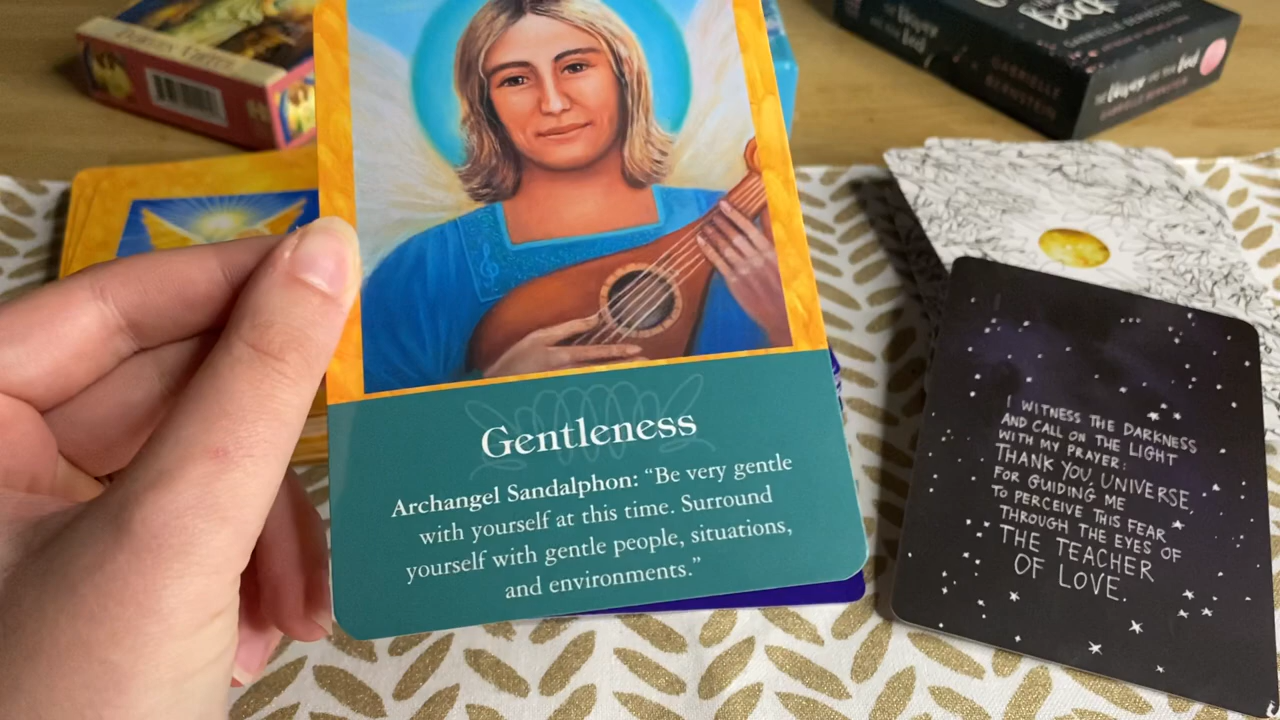 Gentleness
Archangel Sandalphon: “Be very gentle
with yourself at this time. Surround
yourself with gentle people, situations,
and environments.”
I WITNESS THE DARKNESS
AND CALL ON THE LIGHT
WITH MY PRAYER:
THANK YOU, UNIVERSE,
FOR GUIDING ME
TO PERCEIVE THIS FEAR
THROUGH THE EYES OF
THE TEACHER
OF LOVE.
GABRIELLE
BERNSTEIN